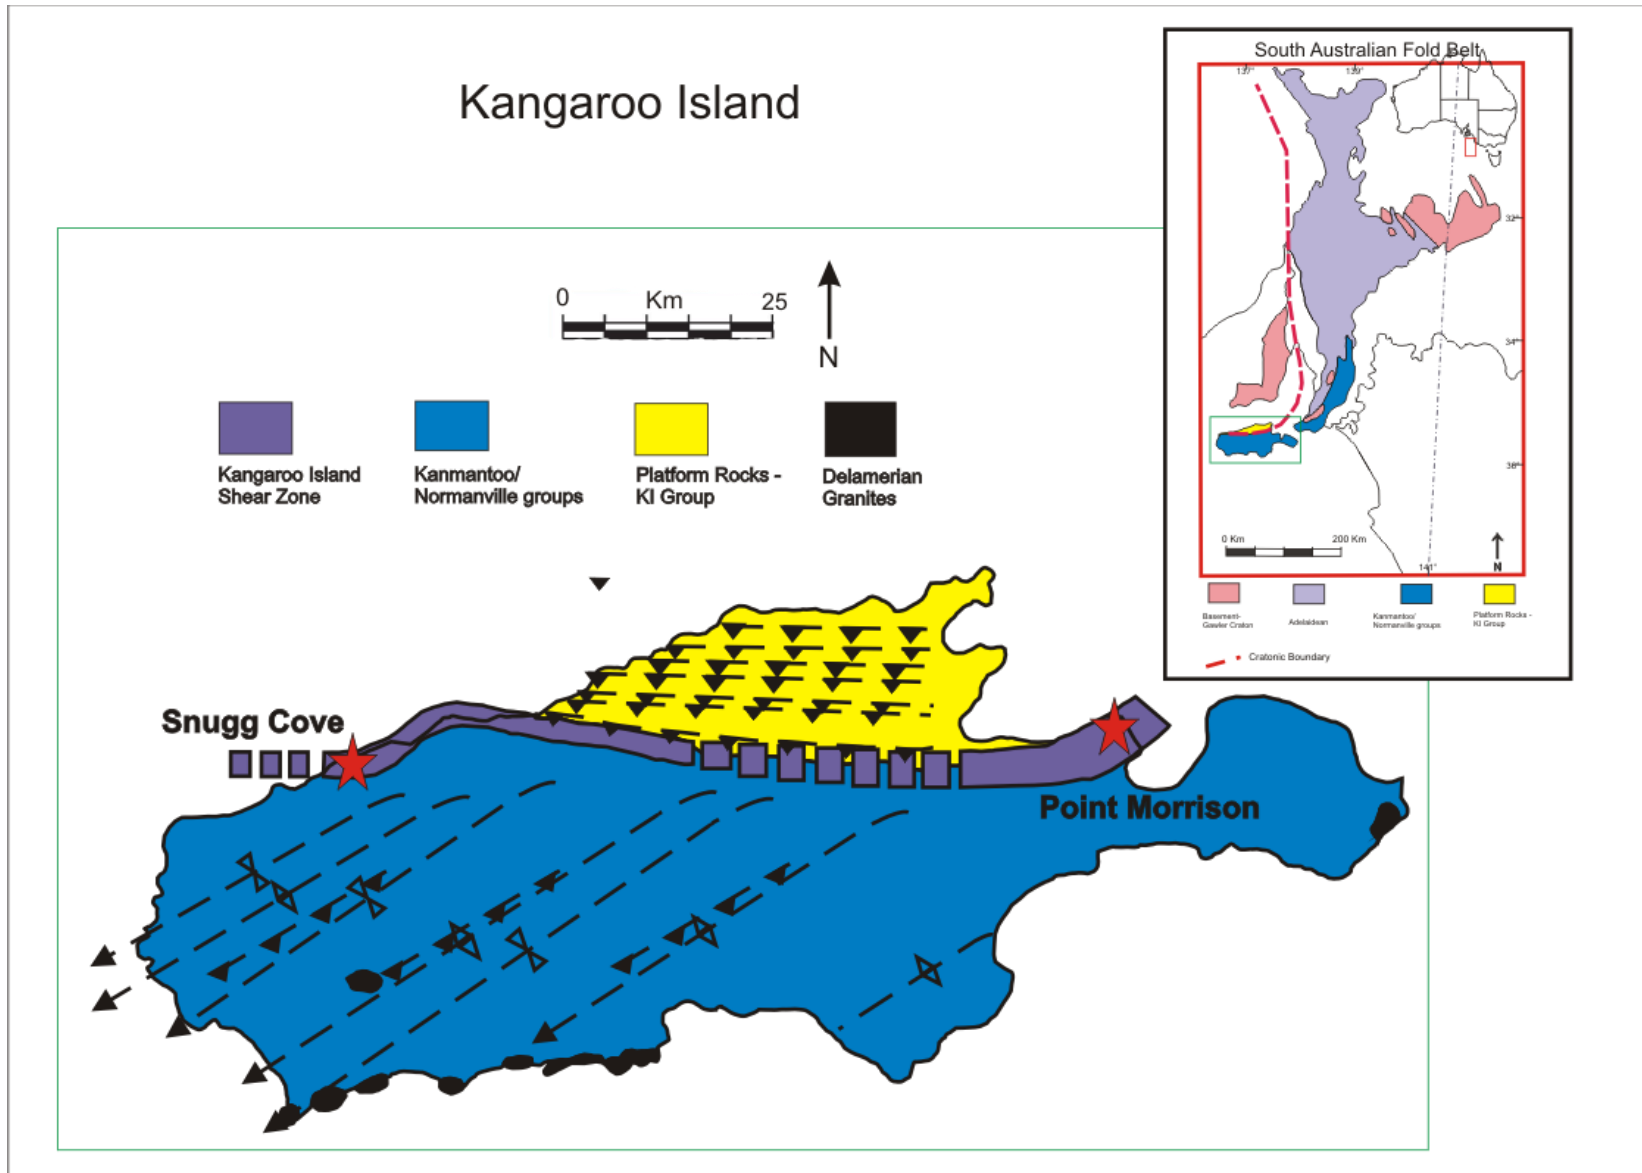 Kangaroo Island
0 Km 25
N
Kangaroo Island
Shear Zone
Kanmantoo/
Normanville groups
Platform Rocks -
KI Group
Delamerian
Granites
Snugg Cove
Point Morrison
South Australian Fold Belt
137°
139°
32°
34°
36°
0 Km 200 Km
N
141°
Basement-
Gawler Craton
Adelaidean
Kanmantoo/
Normanville groups
Platform Rocks -
KI Group
Cratonic Boundary